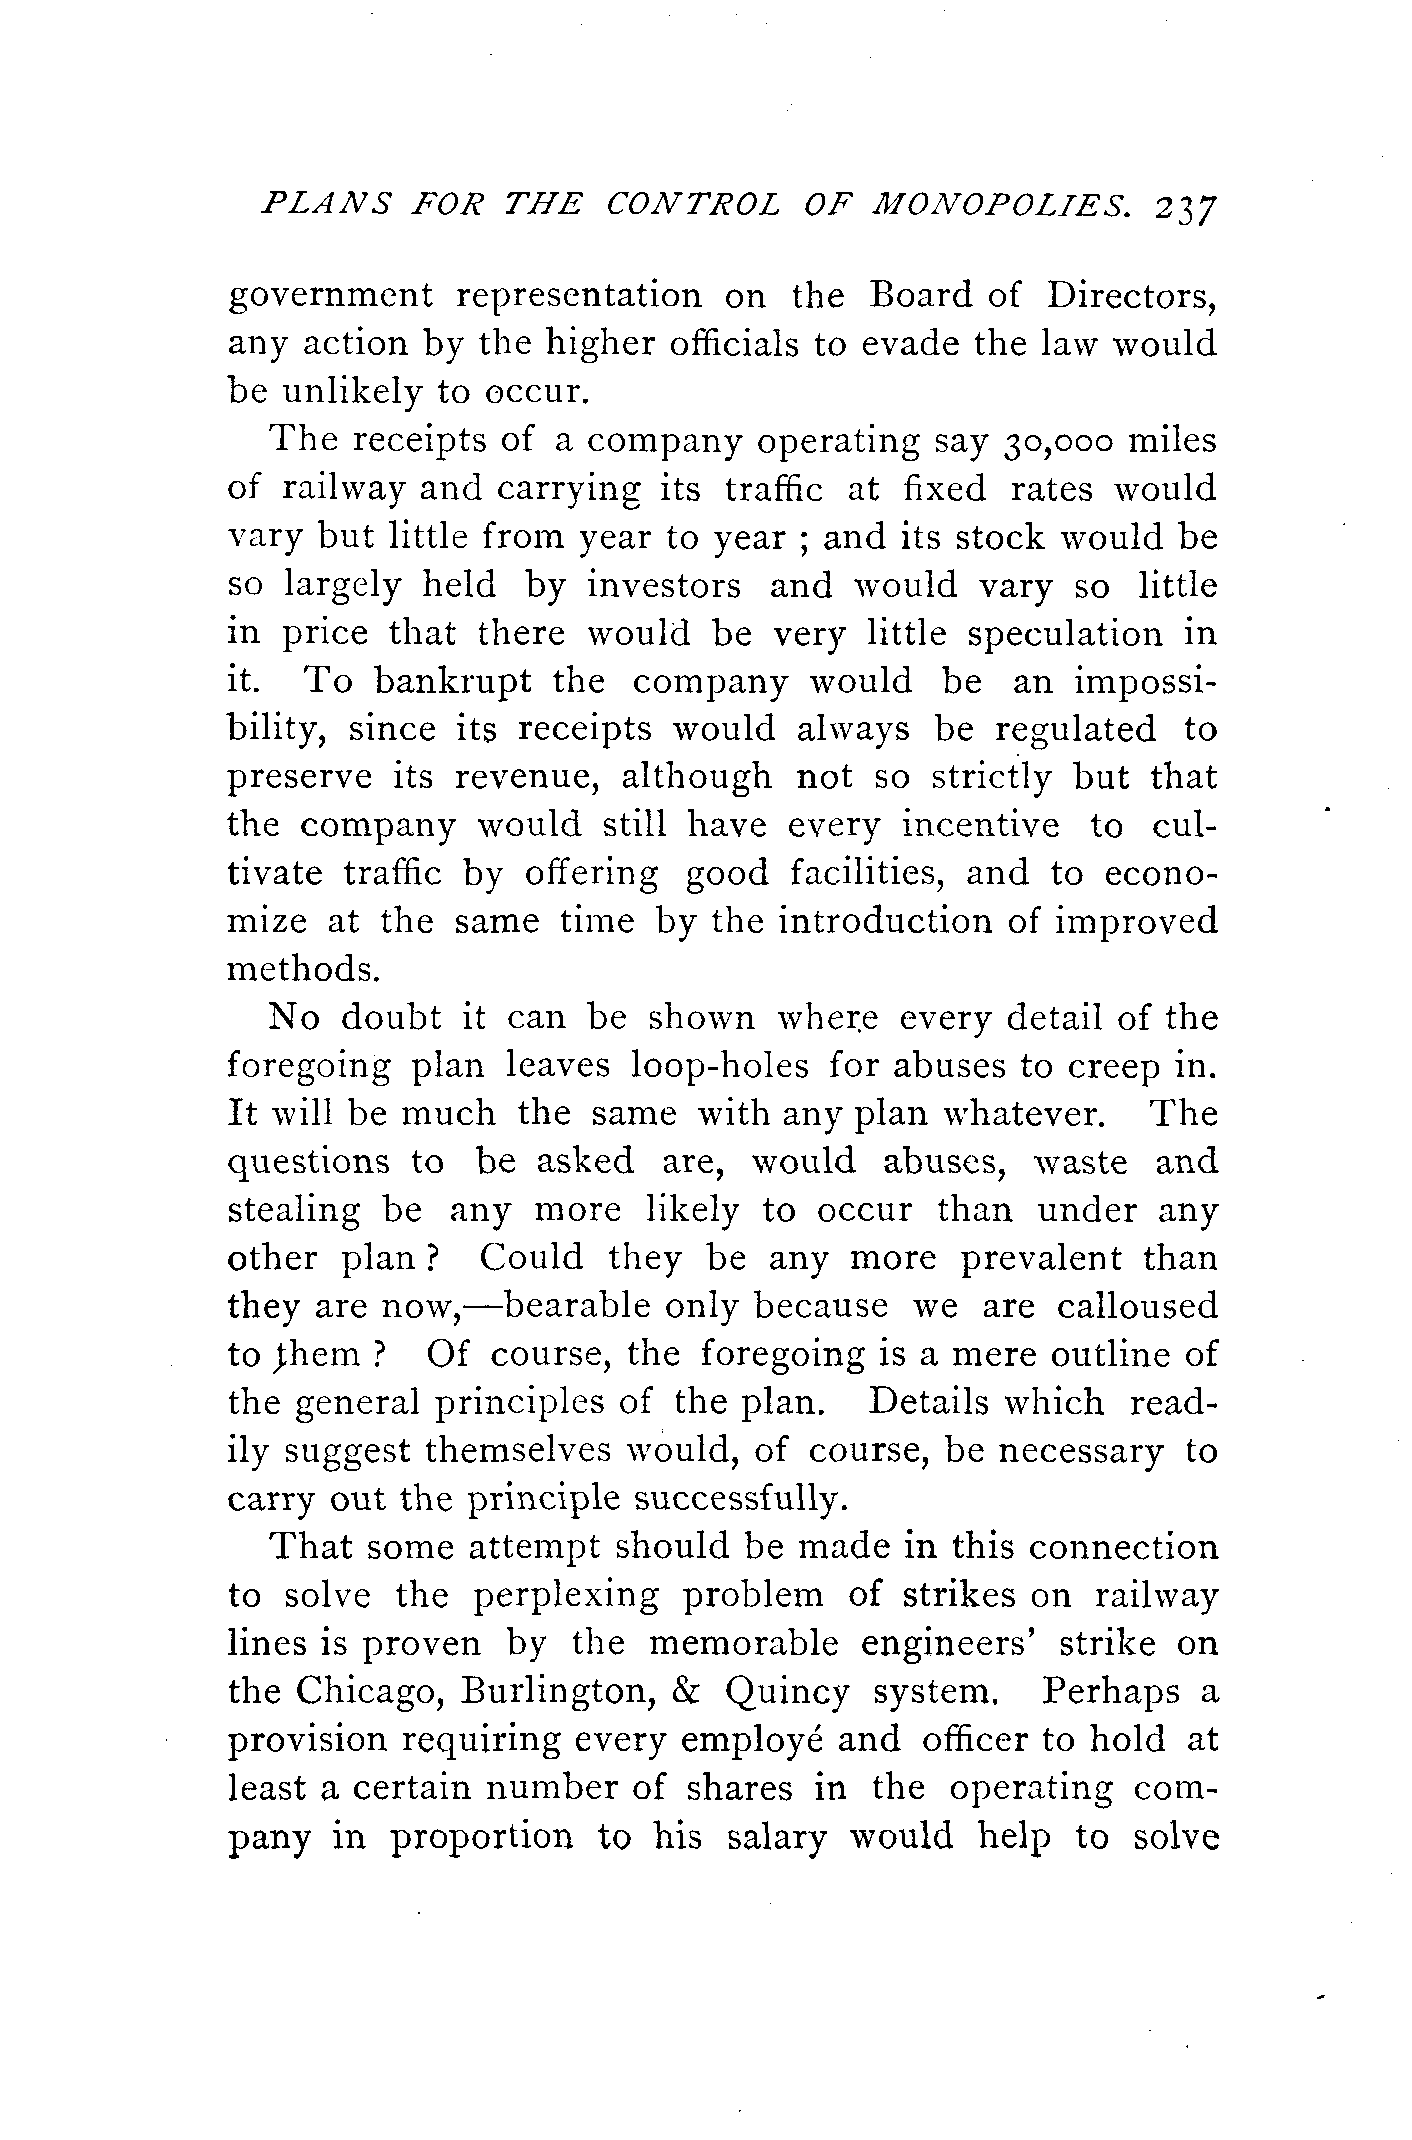 PLANS FOR THE CONTROL OF MONOPOLIES. 237
government representation on the Board of Directors,
any action by the higher officials to evade the law would
be unlikely to occur.
The receipts of a company operating say 30,000 miles
of railway and carrying its traffic at fixed rates would
vary but little from year to year ; and its stock would be
so largely held by investors and would vary so little
in price that there would be very little speculation in
it. To bankrupt the company would be an impossi-
bility, since its receipts would always be regulated to
preserve its revenue, although not so strictly but that
the company would still have every incentive to cul-
tivate traffic by offering good facilities, and to econo-
mize at the same time by the introduction of improved
methods.
No doubt it can be shown where every detail of the
foregoing plan leaves loop-holes for abuses to creep in.
It will be much the same with any plan whatever. The
questions to be asked are, would abuses, waste and
stealing be any more likely to occur than under any
other plan ? Could they be any more prevalent than
they are now,—bearable only because we are calloused
to them ? Of course, the foregoing is a mere outline of
the general principles of the plan. Details which read-
ily suggest themselves would, of course, be necessary to
carry out the principle successfully.
That some attempt should be made in this connection
to solve the perplexing problem of strikes on railway
lines is proven by the memorable engineers' strike on
the Chicago, Burlington, & Quincy system. Perhaps a
provision requiring every employé and officer to hold at
least a certain number of shares in the operating com-
pany in proportion to his salary would help to solve